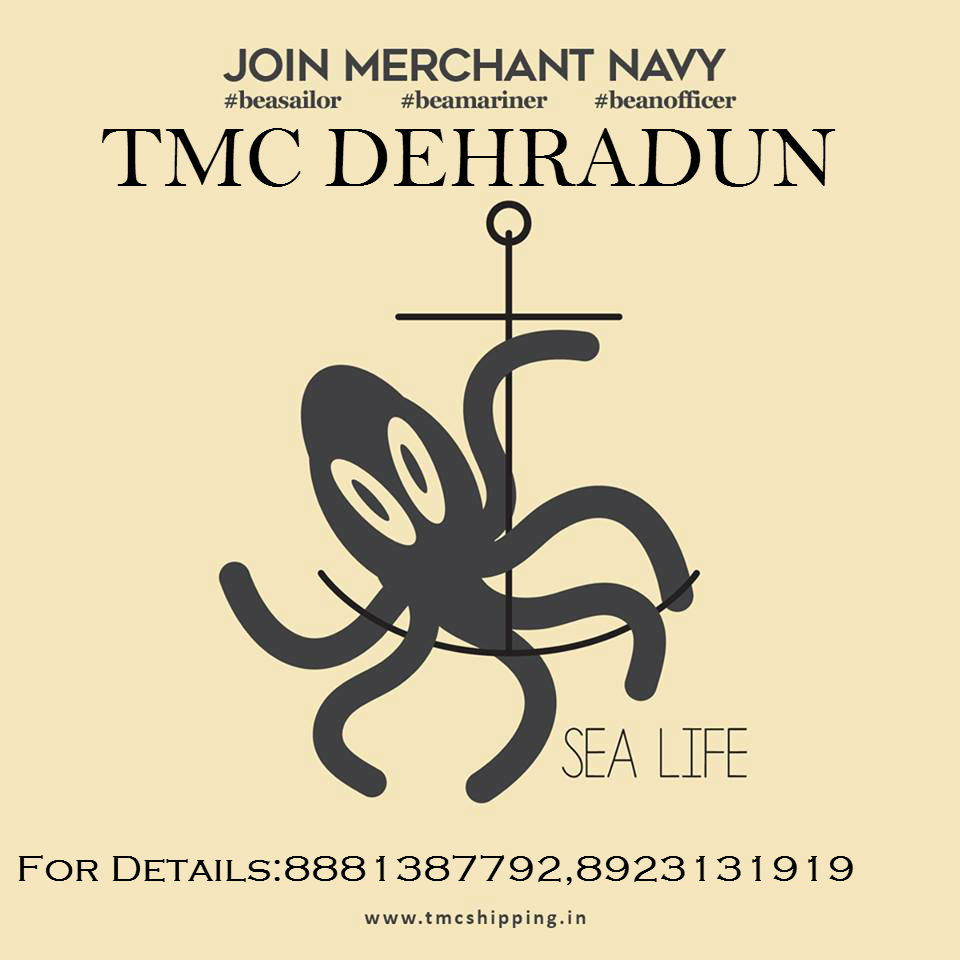 JOIN MERCHANT NAVY
#beasailor #beamariner #beanofficer
TMC DEHRADUN
SEA LIFE
For Details:8881387792,8923131919
www.tmcshipping.in